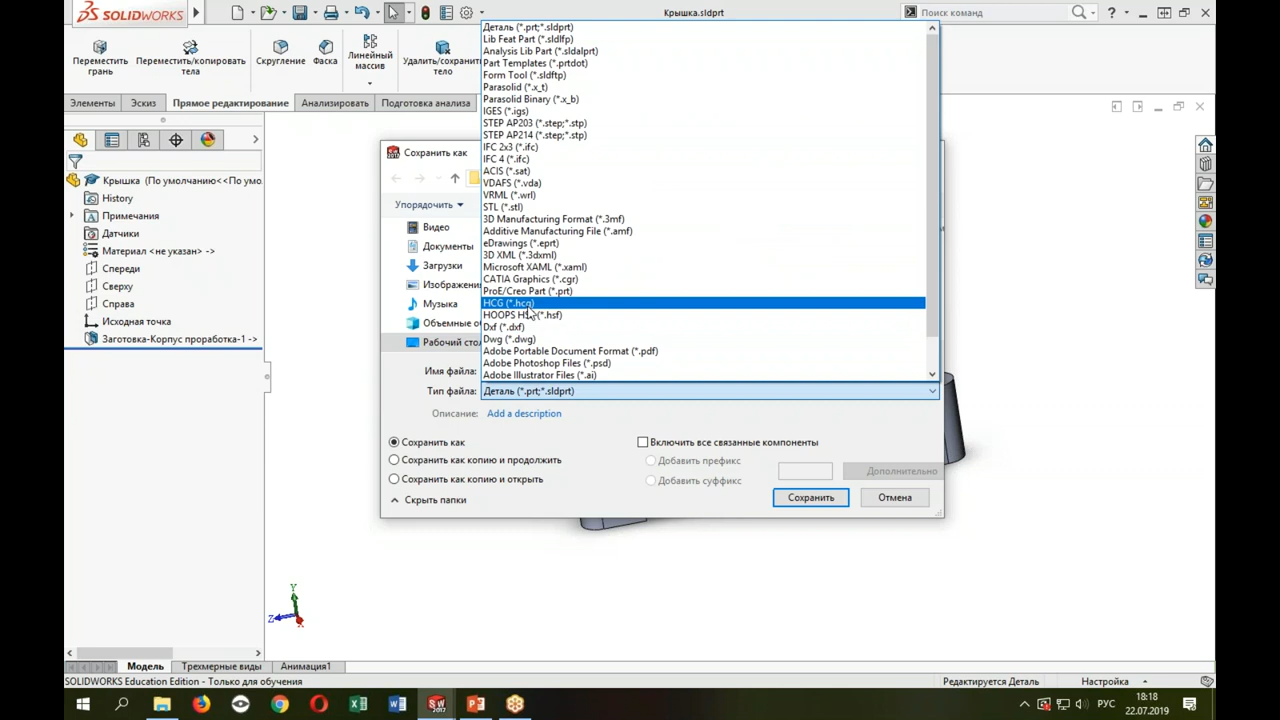 SOLIDWORKS
Крышка.sldprt
Поиск команд
Переместить грань
Переместить/копировать тела
Скругление
Фаска
Линейный массив
Удалить/сохранить тело
Элементы
Эскиз
Прямое редактирование
Анализировать
Подготовка анализа
Крышка (По умолчанию<<По умо.
History
Примечания
Датчики
Материал <не указан> ->
Спереди
Сверху
Справа
Исходная точка
Заготовка-Корпус проработка-1 ->
Сохранить как
Упорядочить
Видео
Документы
Загрузки
Изображени
Музыка
Объемные о
Рабочий сто
Деталь (*.prt;*.sldprt)
Lib Feat Part (*.sldlfp)
Analysis Lib Part (*.sldalprt)
Part Templates (*.prtdot)
Form Tool (*.sldftp)
Parasolid (*.x_t)
Parasolid Binary (*.x_b)
IGES (*.igs)
STEP AP203 (*.step;*.stp)
STEP AP214 (*.step;*.stp)
IFC 2x3 (*.ifc)
IFC 4 (*.ifc)
ACIS (*.sat)
VDAFS (*.vda)
VRML (*.wrl)
STL (*.stl)
3D Manufacturing Format (*.3mf)
Additive Manufacturing File (*.amf)
eDrawings (*.eprt)
3D XML (*.3dxml)
Microsoft XAML (*.xaml)
CATIA Graphics (*.cgr)
ProE/Creo Part (*.prt)
HCG (*.hcg)
HOOPS HSF (*.hsf)
Dxf (*.dxf)
Dwg (*.dwg)
Adobe Portable Document Format (*.pdf)
Adobe Photoshop Files (*.psd)
Adobe Illustrator Files (*.ai)
Имя файла:
Тип файла: Деталь (*.prt;*.sldprt)
Описание: Add a description
Сохранить как
Сохранить как копию и продолжить
Сохранить как копию и открыть
Включить все связанные компоненты
Добавить префикс
Добавить суффикс
Дополнительно
Скрыть папки
Сохранить
Отмена
Y
Z
X
Модель
Трехмерные виды
Анимация1
SOLIDWORKS Education Edition - Только для обучения
Редактируется Деталь
Настройка
SW
2017
РУС
18:18
22.07.2019